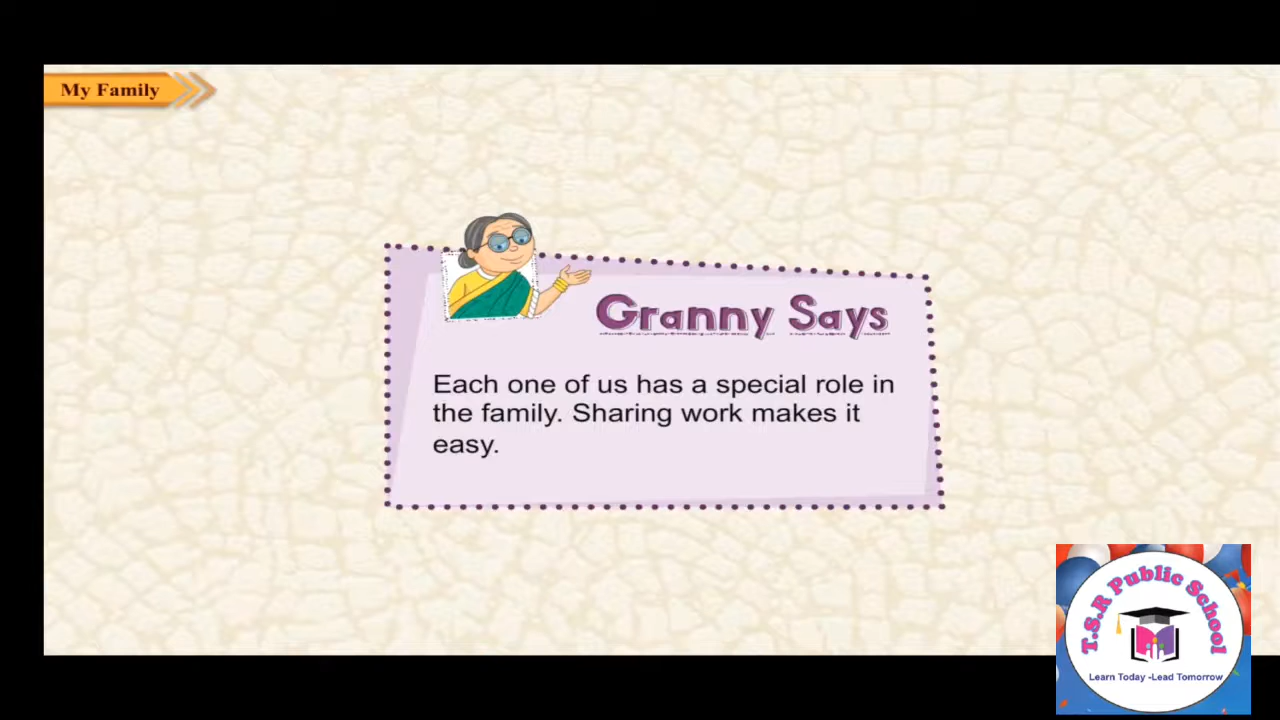 My Family
Granny Says
Each one of us has a special role in
the family. Sharing work makes it
easy.
T.S.R Public School
Learn Today -Lead Tomorrow